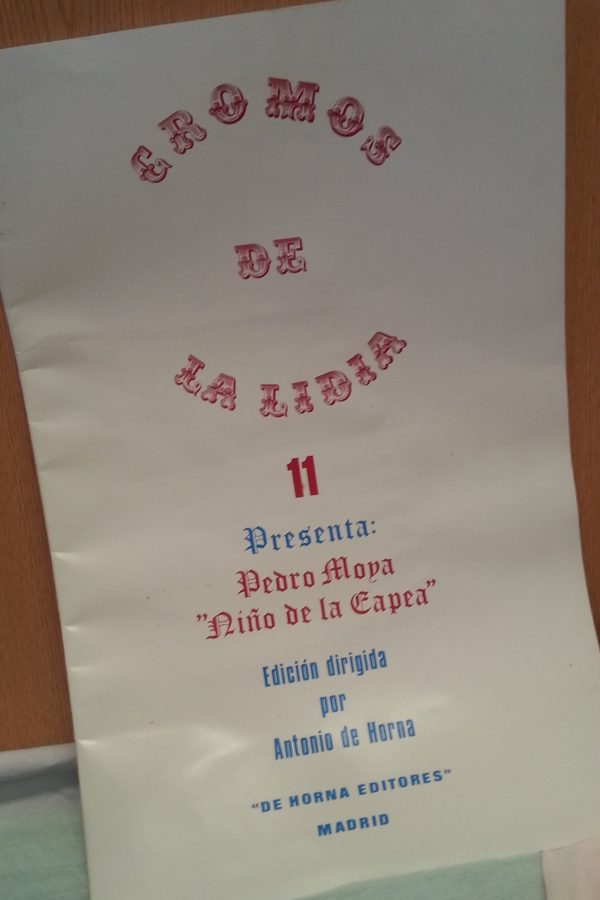 CROMOS
DE
LA LIDIA
11
Presenta:
Pedro Moya
"Niño de la Capea"
Edición dirigida
por
Antonio de Horna
"DE HORNA EDITORES"
MADRID